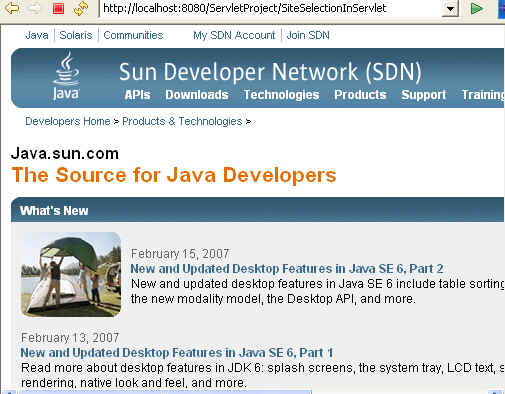 http://localhost:8080/ServletProject/SiteSelectionInServlet
Java Solaris Communities My SDN Account Join SDN
Java
Sun Developer Network (SDN)
APIs Downloads Technologies Products Support Training
Developers Home > Products & Technologies >
Java.sun.com
The Source for Java Developers
What's New
February 15, 2007
New and Updated Desktop Features in Java SE 6, Part 2
New and updated desktop features in Java SE 6 include table sorting
the new modality model, the Desktop API, and more.
February 13, 2007
New and Updated Desktop Features in Java SE 6, Part 1
Read more about desktop features in JDK 6: splash screens, the system tray, LCD text, s
rendering, native look and feel, and more.